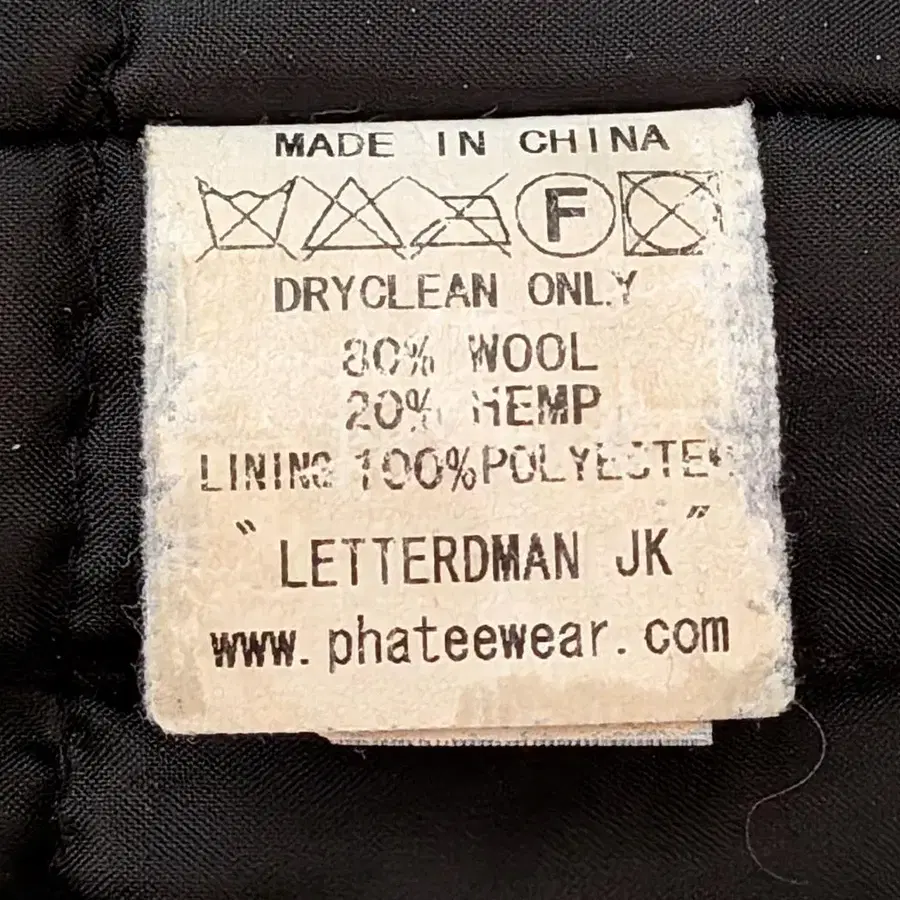 MADE IN CHINA
F
DRYCLEAN ONLY
80% WOOL
20% HEMP
LINING 100%POLYESTER
"LETTERDMAN JK"
www.phateewear.com